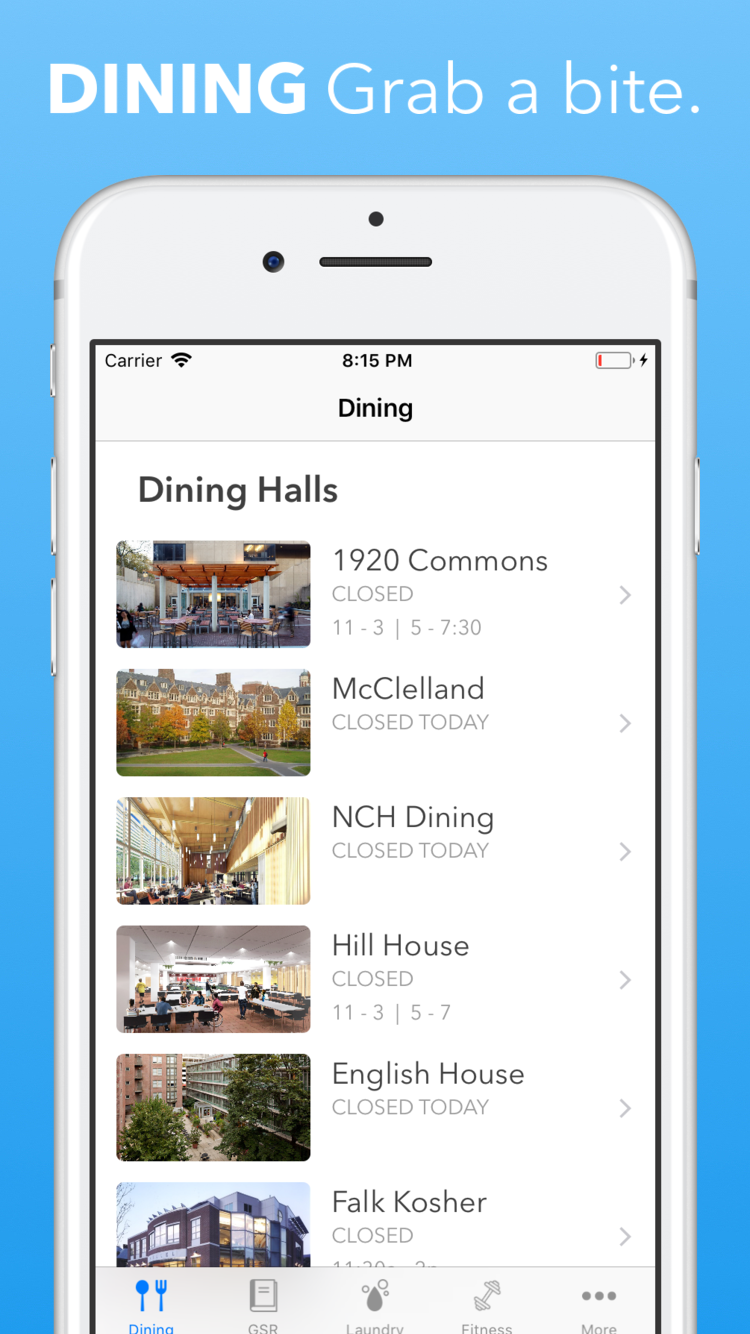 DINING Grab a bite.
Carrier 8:15 PM
Dining
Dining Halls
1920 Commons
CLOSED
11 - 3 | 5 - 7:30
McClelland
CLOSED TODAY
NCH Dining
CLOSED TODAY
Hill House
CLOSED
11 - 3 | 5 - 7
English House
CLOSED TODAY
Falk Kosher
CLOSED
Dining GSR Laundry Fitness More